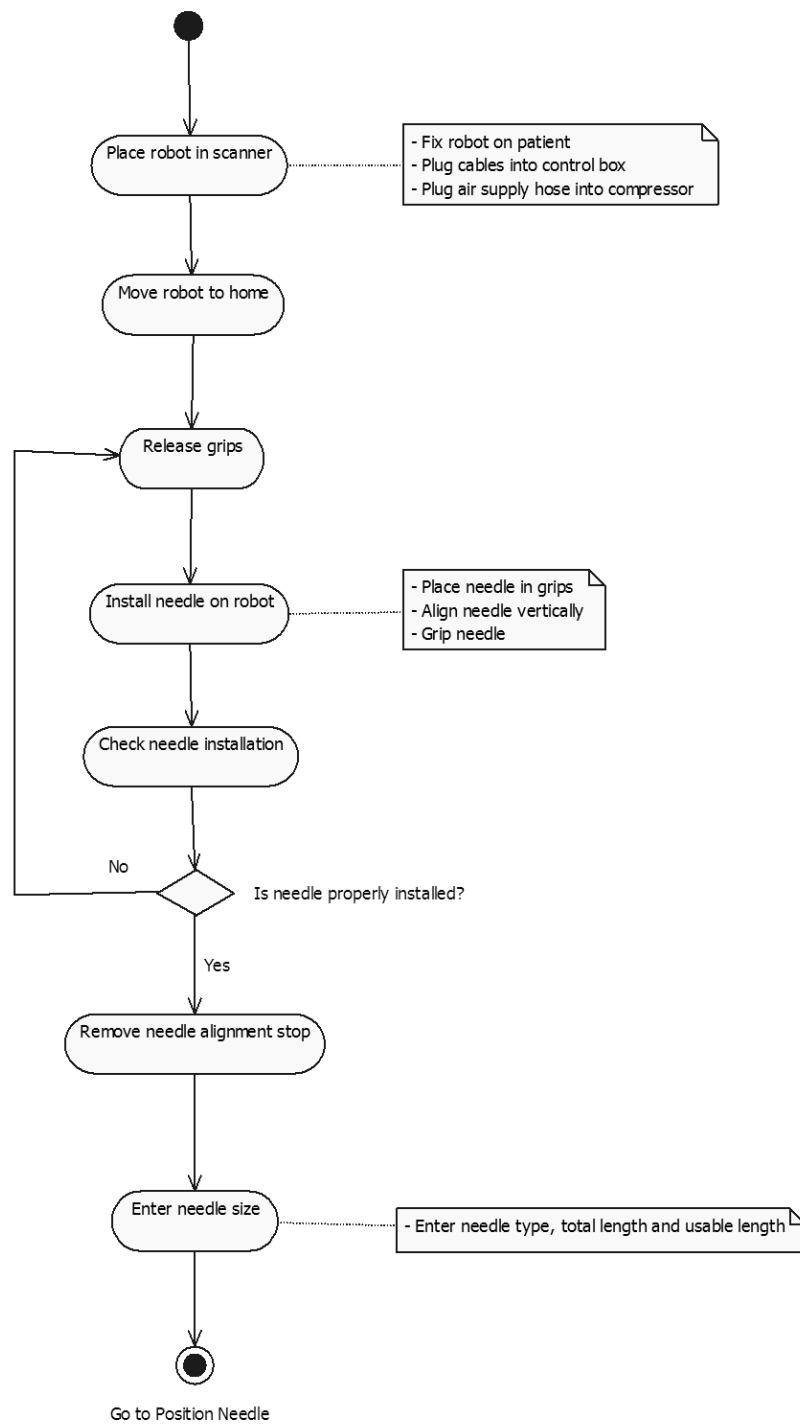 Place robot in scanner
- Fix robot on patient
- Plug cables into control box
- Plug air supply hose into compressor
Move robot to home
Release grips
Install needle on robot
- Place needle in grips
- Align needle vertically
- Grip needle
Check needle installation
No
Is needle properly installed?
Yes
Remove needle alignment stop
Enter needle size
- Enter needle type, total length and usable length
Go to Position Needle